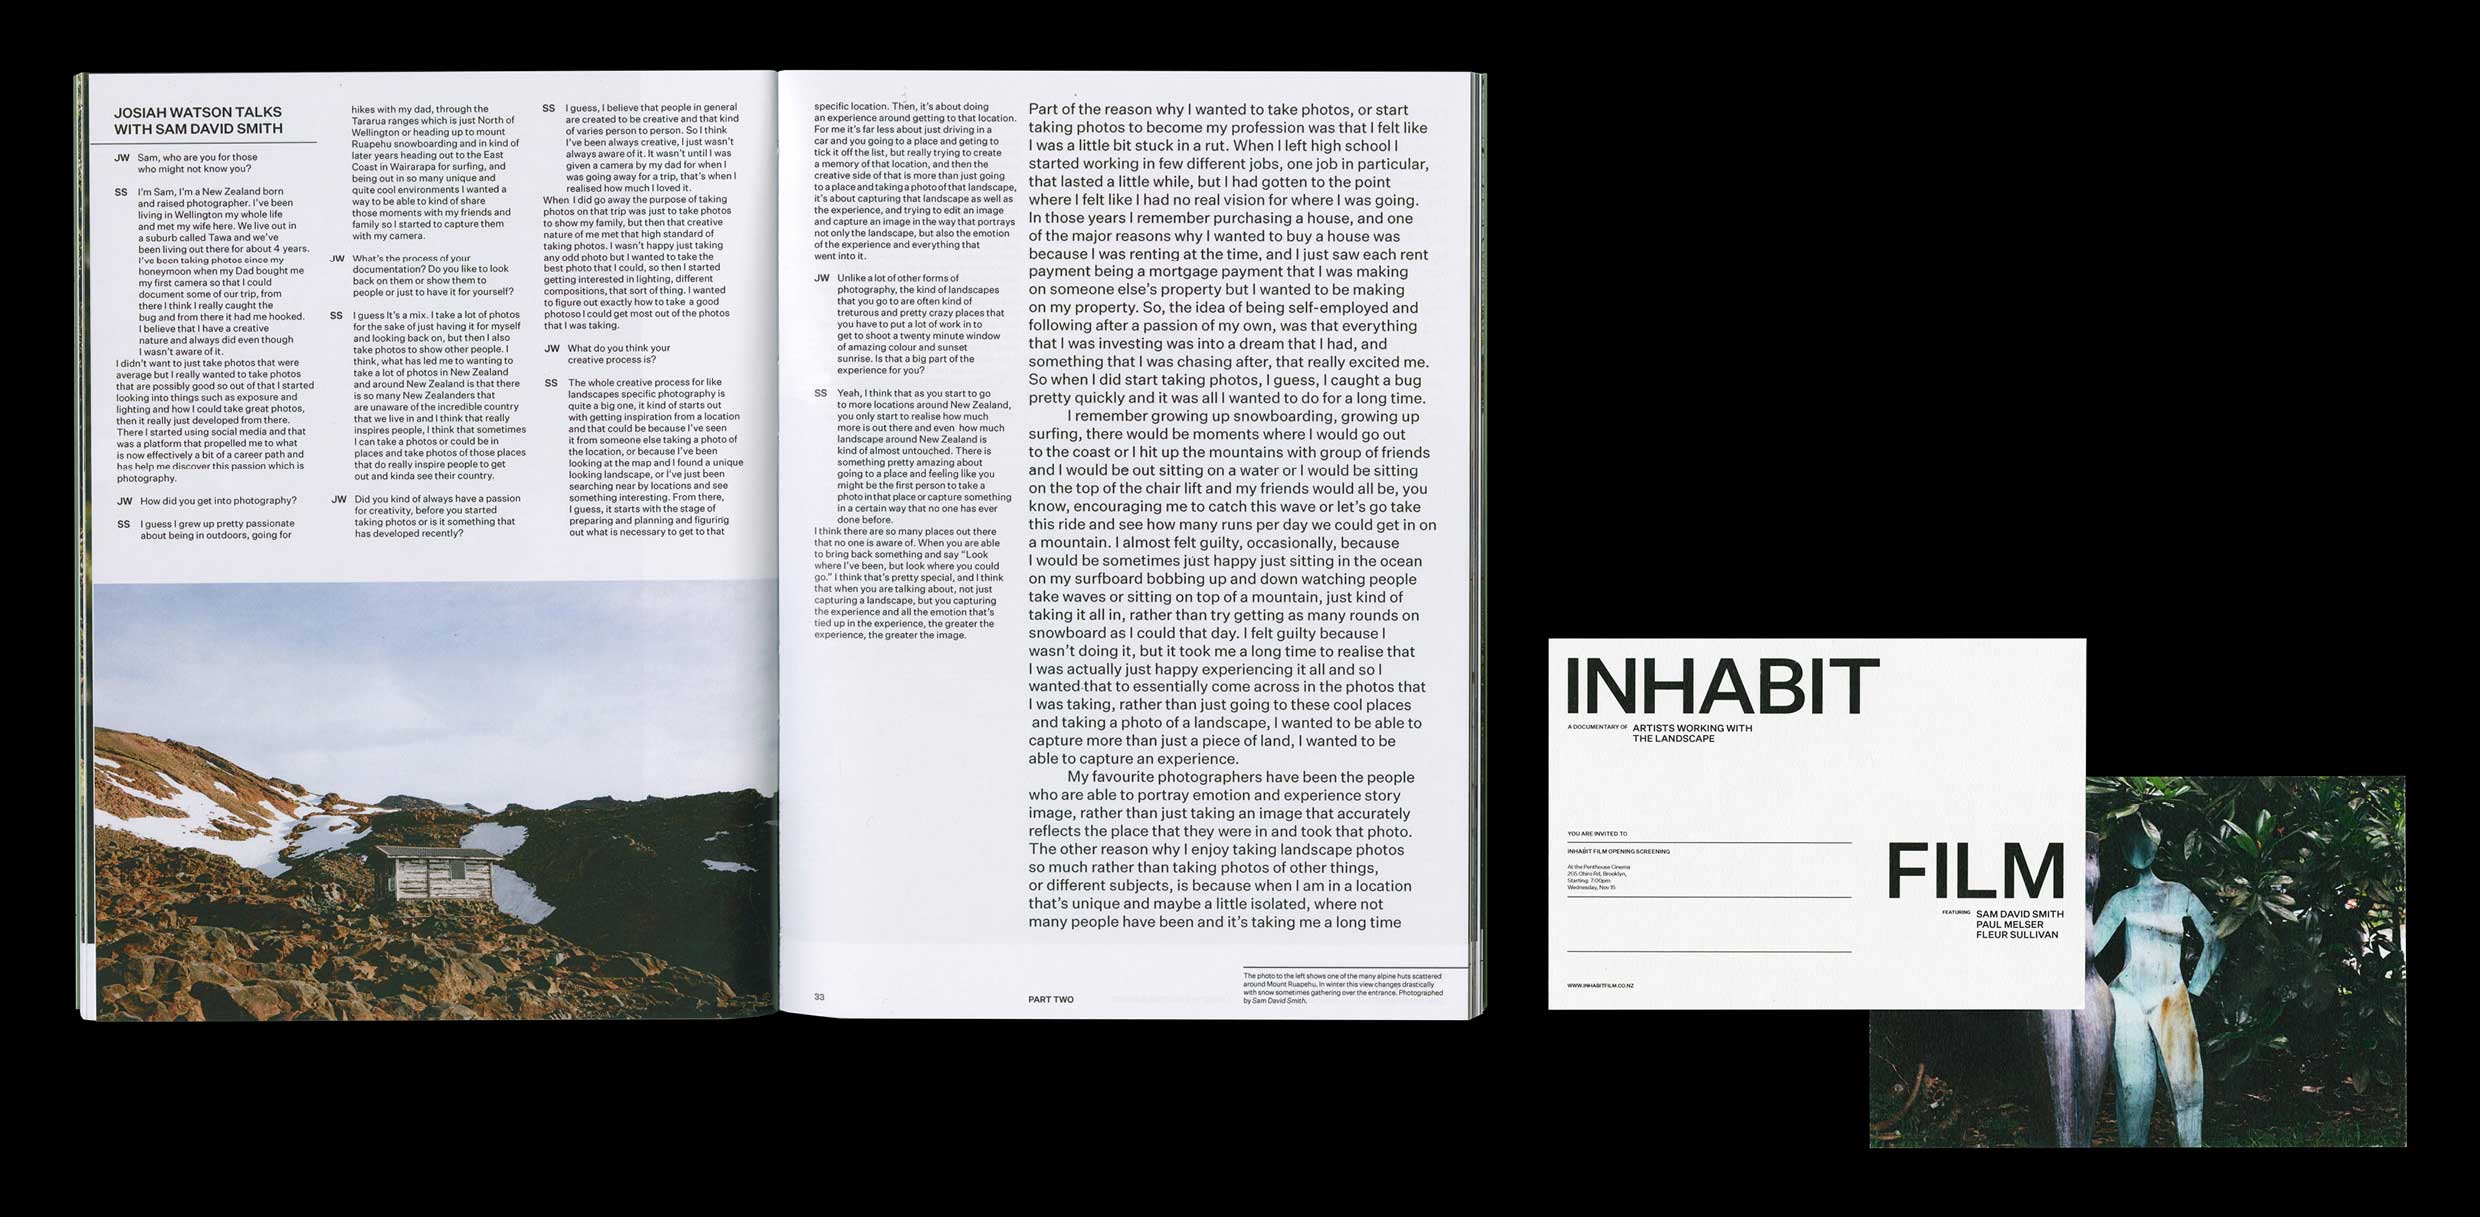 JOSIAH WATSON TALKS
WITH SAM DAVID SMITH
JW Sam, who are you for those
who might not know you?
SS I'm Sam, I'm a New Zealand born
and raised photographer. I've been
living in Wellington my whole life
and met my wife here. We live out in
a suburb called Tawa and we've
been living out there for about 4 years.
I've been taking photos since my
honeymoon when my Dad bought me
my first camera so that I could
document some of our trip, from
there I think I really caught the
bug and from there it had me hooked.
I believe that I have a creative
nature and always did even though
I wasn't aware of it.
I didn't want to just take photos that were
average but I really wanted to take photos
that are possibly good so out of that I started
looking into things such as exposure and
lighting and how I could take great photos,
then it really just developed from there.
There I started using social media and that
was a platform that propelled me to what
is now effectively a bit of a career path and
has help me discover this passion which is
photography.
JW How did you get into photography?
SS I guess I grew up pretty passionate
about being in outdoors, going for
hikes with my dad, through the
Tararua ranges which is just North of
Wellington or heading up to mount
Ruapehu snowboarding and in kind of
later years heading out to the East
Coast in Wairarapa for surfing, and
being out in so many unique and
quite cool environments I wanted a
way to be able to kind of share
those moments with my friends and
family so I started to capture them
with my camera.
JW What's the process of your
documentation? Do you like to look
back on them or show them to
people or just to have it for yourself?
SS I guess It's a mix. I take a lot of photos
for the sake of just having it for myself
and looking back on, but then I also
take photos to show other people. I
think, what has led me to wanting to
take a lot of photos in New Zealand
and around New Zealand is that there
is so many New Zealanders that
are unaware of the incredible country
that we live in and I think that really
inspires people, I think that sometimes
I can take a photos or could be in
places and take photos of those places
that do really inspire people to get
out and kinda see their country.
JW Did you kind of always have a passion
for creativity, before you started
taking photos or is it something that
has developed recently?
SS I guess, I believe that people in general
are created to be creative and that kind
of varies person to person. So I think
I've been always creative, I just wasn't
always aware of it. It wasn't until I was
given a camera by my dad for when I
was going away for a trip, that's when I
realised how much I loved it.
When I did go away the purpose of taking
photos on that trip was just to take photos
to show my family, but then that creative
nature of me met that high standard of
taking photos. I wasn't happy just taking
any odd photo but I wanted to take the
best photo that I could, so then I started
getting interested in lighting, different
compositions, that sort of thing. I wanted
to figure out exactly how to take a good
photoso I could get most out of the photos
that I was taking.
JW What do you think your
creative process is?
SS The whole creative process for like
landscapes specific photography is
quite a big one, it kind of starts out
with getting inspiration from a location
and that could be because I've seen
it from someone else taking a photo of
the location, or because I've been
looking at the map and I found a unique
looking landscape, or I've just been
searching near by locations and see
something interesting. From there,
I guess, it starts with the stage of
preparing and planning and figuring
out what is necessary to get to that
specific location. Then, it's about doing
an experience around getting to that location.
For me it's far less about just driving in a
car and you going to a place and geting to
tick it off the list, but really trying to create
a memory of that location, and then the
creative side of that is more than just going
to a place and taking a photo of that landscape,
it's about capturing that landscape as well as
the experience, and trying to edit an image
and capture an image in the way that portrays
not only the landscape, but also the emotion
of the experience and everything that
went into it.
JW Unlike a lot of other forms of
photography, the kind of landscapes
that you go to are often kind of
treturous and pretty crazy places that
you have to put a lot of work in to
get to shoot a twenty minute window
of amazing colour and sunset
sunrise. Is that a big part of the
experience for you?
SS Yeah, I think that as you start to go
to more locations around New Zealand,
you only start to realise how much
more is out there and even how much
landscape around New Zealand is
kind of almost untouched. There is
something pretty amazing about
going to a place and feeling like you
might be the first person to take a
photo in that place or capture something
in a certain way that no one has ever
done before.
I think there are so many places out there
that no one is aware of. When you are able
to bring back something and say "Look
where I've been, but look where you could
go." I think that's pretty special, and I think
that when you are talking about, not just
capturing a landscape, but you capturing
the experience and all the emotion that's
tied up in the experience, the greater the
experience, the greater the image.
33
Part of the reason why I wanted to take photos, or start
taking photos to become my profession was that I felt like
I was a little bit stuck in a rut. When I left high school I
started working in few different jobs, one job in particular,
that lasted a little while, but I had gotten to the point
where I felt like I had no real vision for where I was going.
In those years I remember purchasing a house, and one
of the major reasons why I wanted to buy a house was
because I was renting at the time, and I just saw each rent
payment being a mortgage payment that I was making
on someone else's property but I wanted to be making
on my property. So, the idea of being self-employed and
following after a passion of my own, was that everything
that I was investing was into a dream that I had, and
something that I was chasing after, that really excited me.
So when I did start taking photos, I guess, I caught a bug
pretty quickly and it was all I wanted to do for a long time.
I remember growing up snowboarding, growing up
surfing, there would be moments where I would go out
to the coast or I hit up the mountains with group of friends
and I would be out sitting on a water or I would be sitting
on the top of the chair lift and my friends would all be, you
know, encouraging me to catch this wave or let's go take
this ride and see how many runs per day we could get in on
a mountain. I almost felt guilty, occasionally, because
I would be sometimes just happy just sitting in the ocean
on my surfboard bobbing up and down watching people
take waves or sitting on top of a mountain, just kind of
taking it all in, rather than try getting as many rounds on
snowboard as I could that day. I felt guilty because I
wasn't doing it, but it took me a long time to realise that
I was actually just happy experiencing it all and so I
wanted that to essentially come across in the photos that
I was taking, rather than just going to these cool places
and taking a photo of a landscape, I wanted to be able to
capture more than just a piece of land, I wanted to be
able to capture an experience.
My favourite photographers have been the people
who are able to portray emotion and experience story
image, rather than just taking an image that accurately
reflects the place that they were in and took that photo.
The other reason why I enjoy taking landscape photos
so much rather than taking photos of other things,
or different subjects, is because when I am in a location
that's unique and maybe a little isolated, where not
many people have been and it's taking me a long time
PART TWO
The photo to the left shows one of the many alpine huts scattered
around Mount Ruapehu. In winter this view changes drastically
with snow sometimes gathering over the entrance. Photographed
by Sam David Smith.
INHABIT
A DOCUMENTARY OF ARTISTS WORKING WITH
THE LANDSCAPE
YOU ARE INVITED TO
INHABIT FILM OPENING SCREENING
At the Penthouse Cinema
205 Ohiro Rd, Brooklyn,
Starting: 7:00pm
Wednesday, Nov 15
FILM
FEATURING SAM DAVID SMITH
PAUL MELSER
FLEUR SULLIVAN
WWW.INHABITFILM.CO.NZ